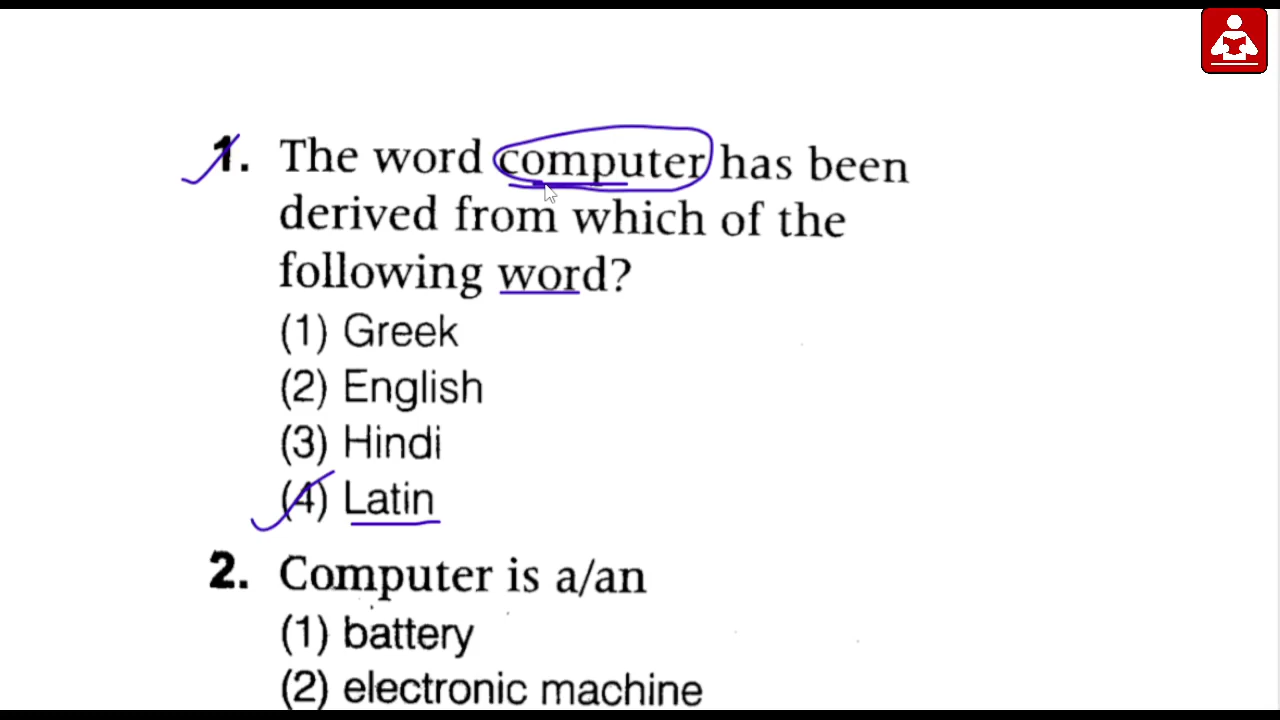 1. The word computer has been
derived from which of the
following word?
(1) Greek
(2) English
(3) Hindi
(4) Latin
2. Computer is a/an
(1) battery
(2) electronic machine